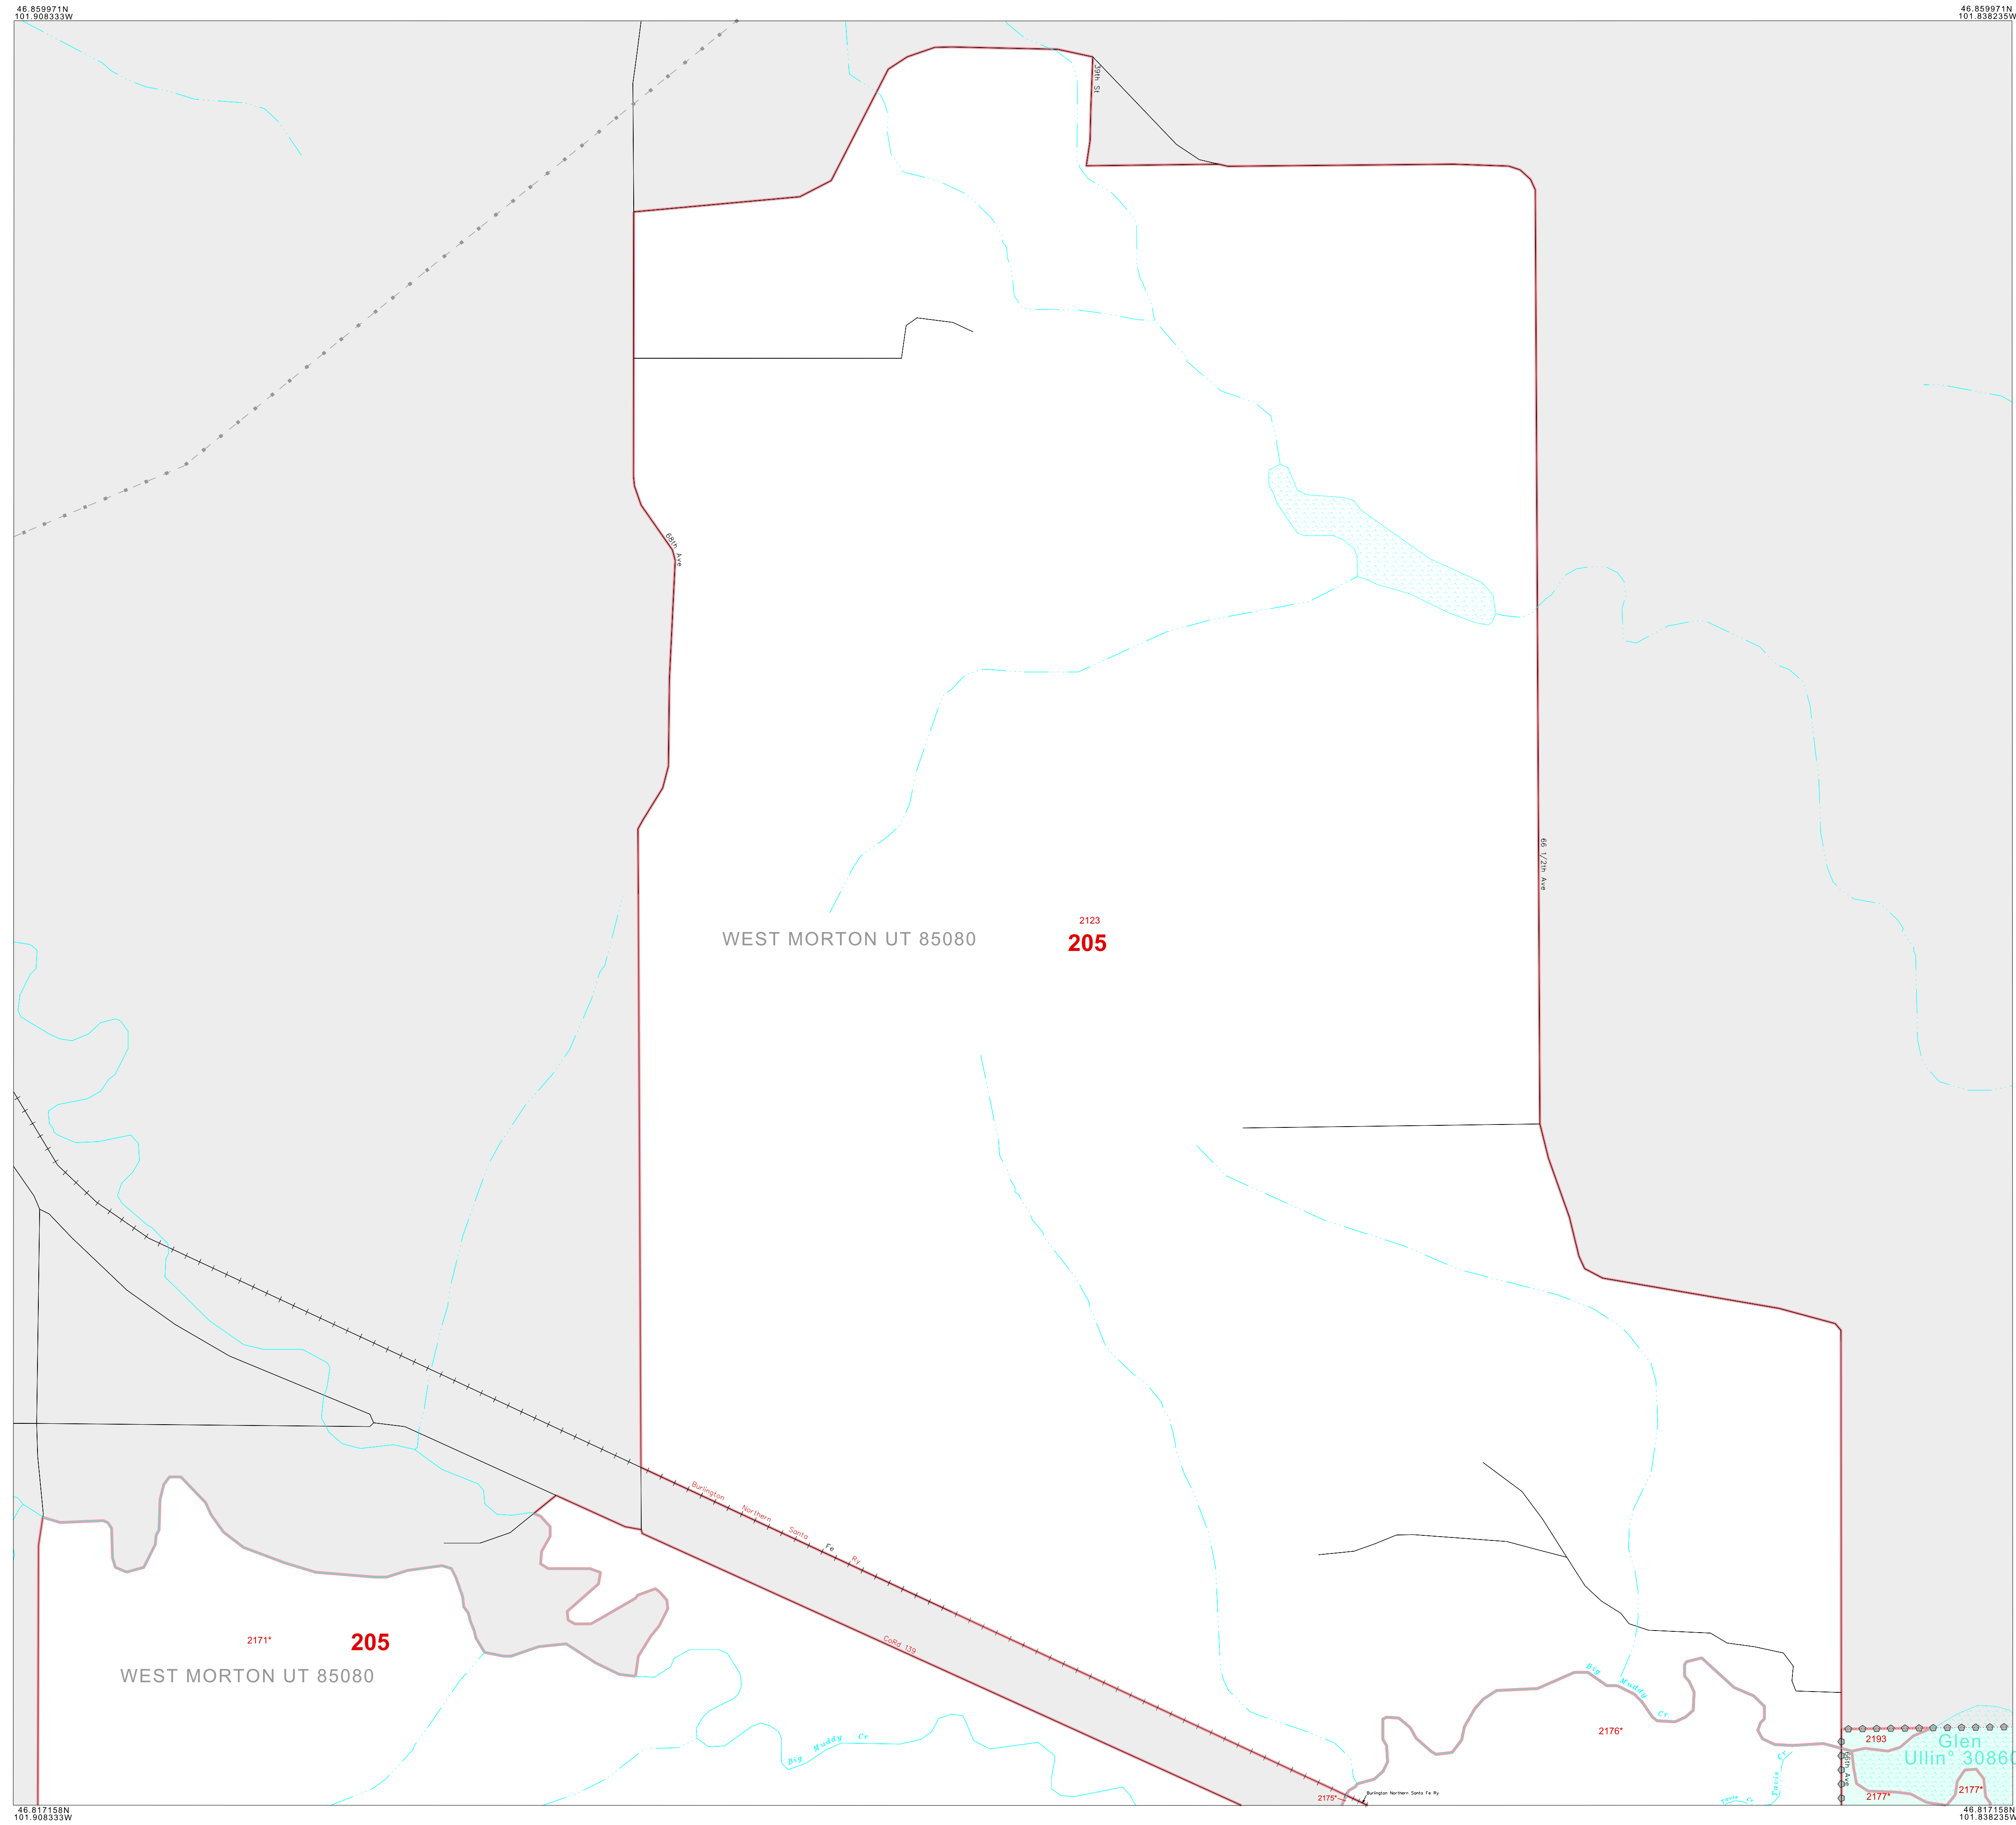 46.859971N
101.908333W
46.859971N
101.838235W
39th St
68th Ave
66 1/2th Ave
2123
205
WEST MORTON UT 85080
Burlington Northern Santa Fe Ry
CoRd 139
2171*
205
WEST MORTON UT 85080
Big Muddy Cr
Big Muddy Cr
2176*
2193
Glen
Ullin° 30860
66th Ave
2177*
2177*
2175*
Burlington Northern Santa Fe Ry
46.817158N
101.908333W
46.817158N
101.838235W